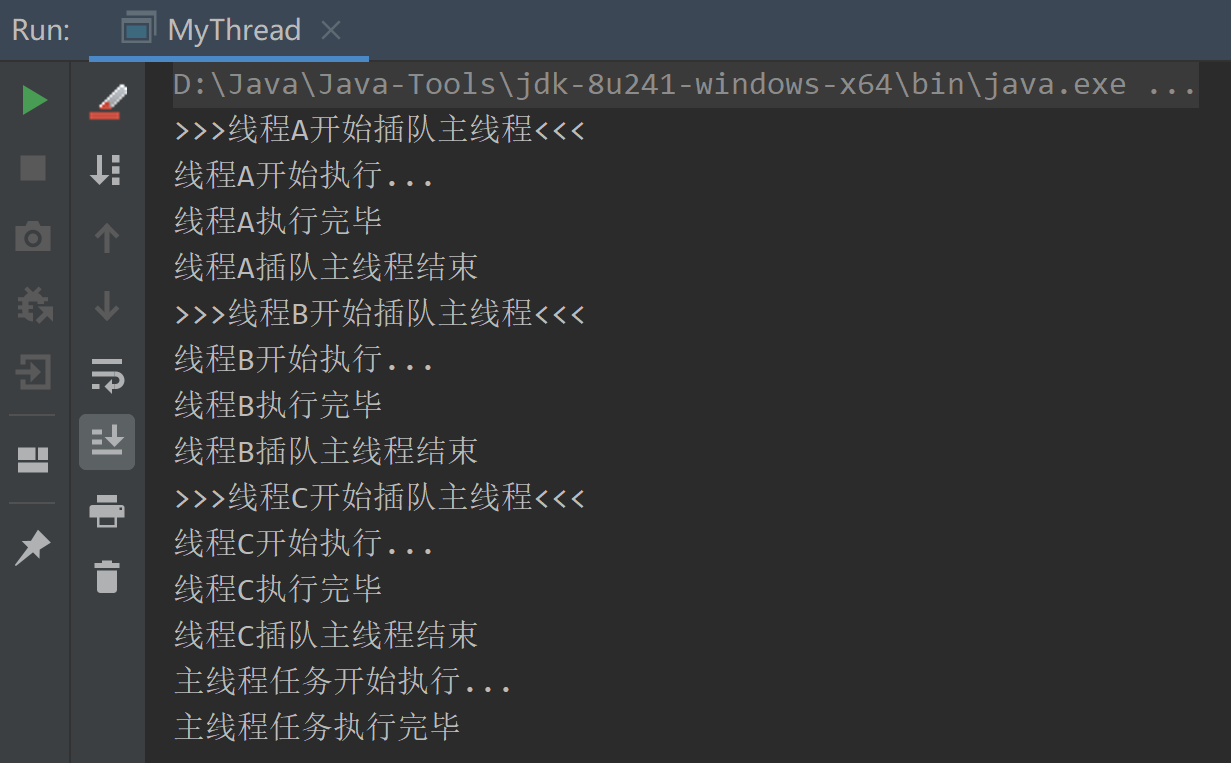 Run: MyThread
D:\Java\Java-Tools\jdk-8u241-windows-x64\bin\java.exe ...
>>>线程A开始插队主线程<<<
线程A开始执行...
线程A执行完毕
线程A插队主线程结束
>>>线程B开始插队主线程<<<
线程B开始执行...
线程B执行完毕
线程B插队主线程结束
>>>线程C开始插队主线程<<<
线程C开始执行...
线程C执行完毕
线程C插队主线程结束
主线程任务开始执行...
主线程任务执行完毕